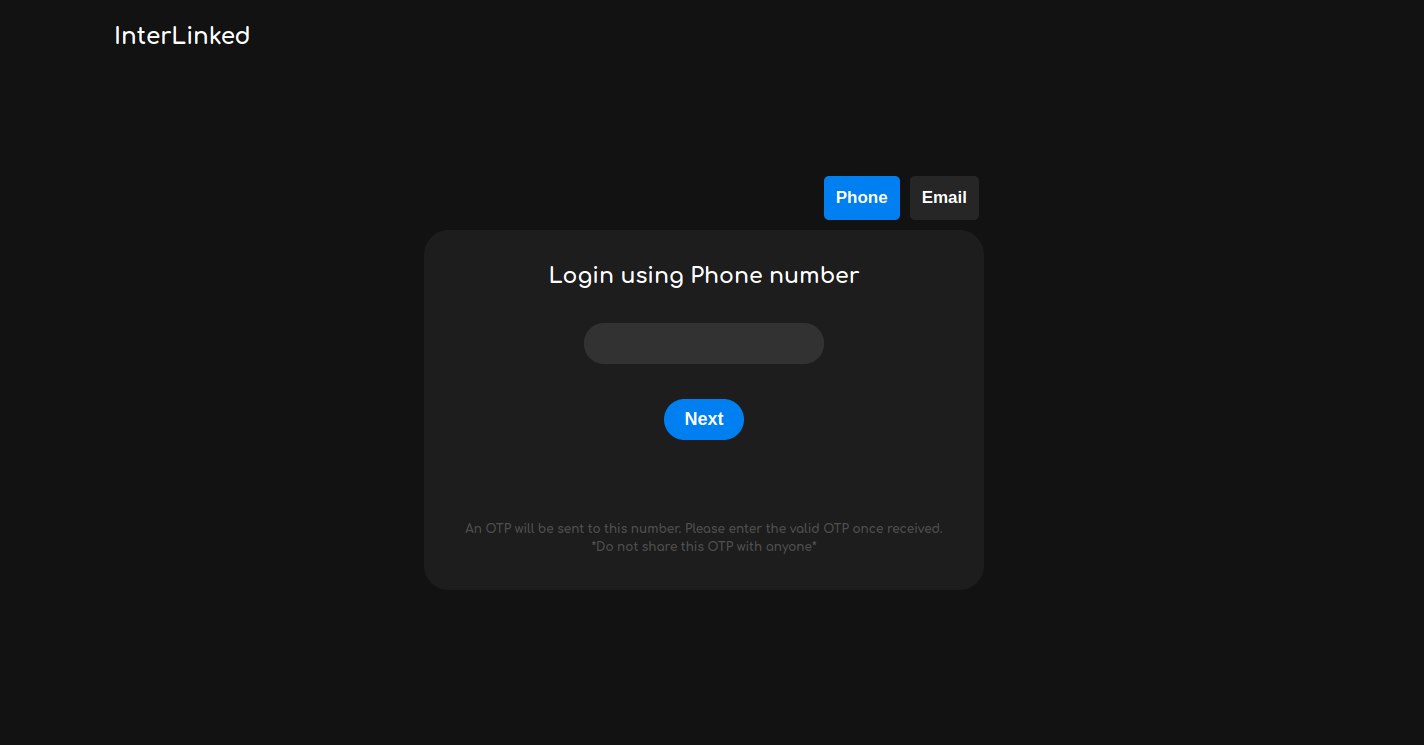 InterLinked
Phone Email
Login using Phone number
Next
An OTP will be sent to this number. Please enter the valid OTP once received.
*Do not share this OTP with anyone*